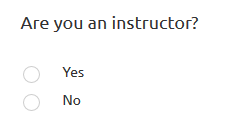 Are you an instructor?
Yes
No